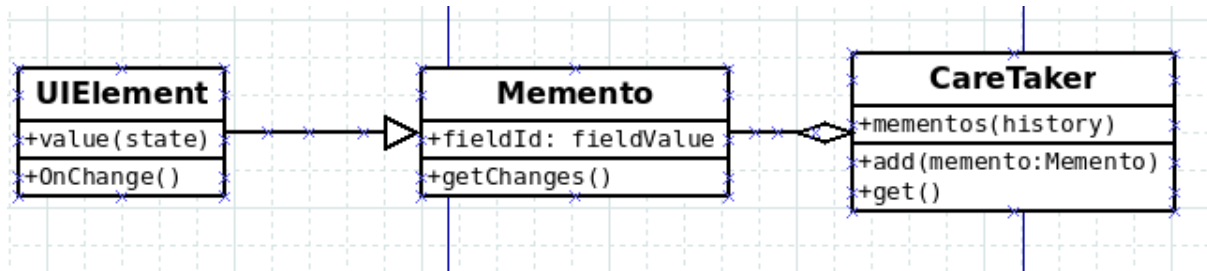 UIElement
+value(state)
+OnChange()
Memento
+fieldId: fieldValue
+getChanges()
CareTaker
+mementos(history)
+add(memento:Memento)
+get()